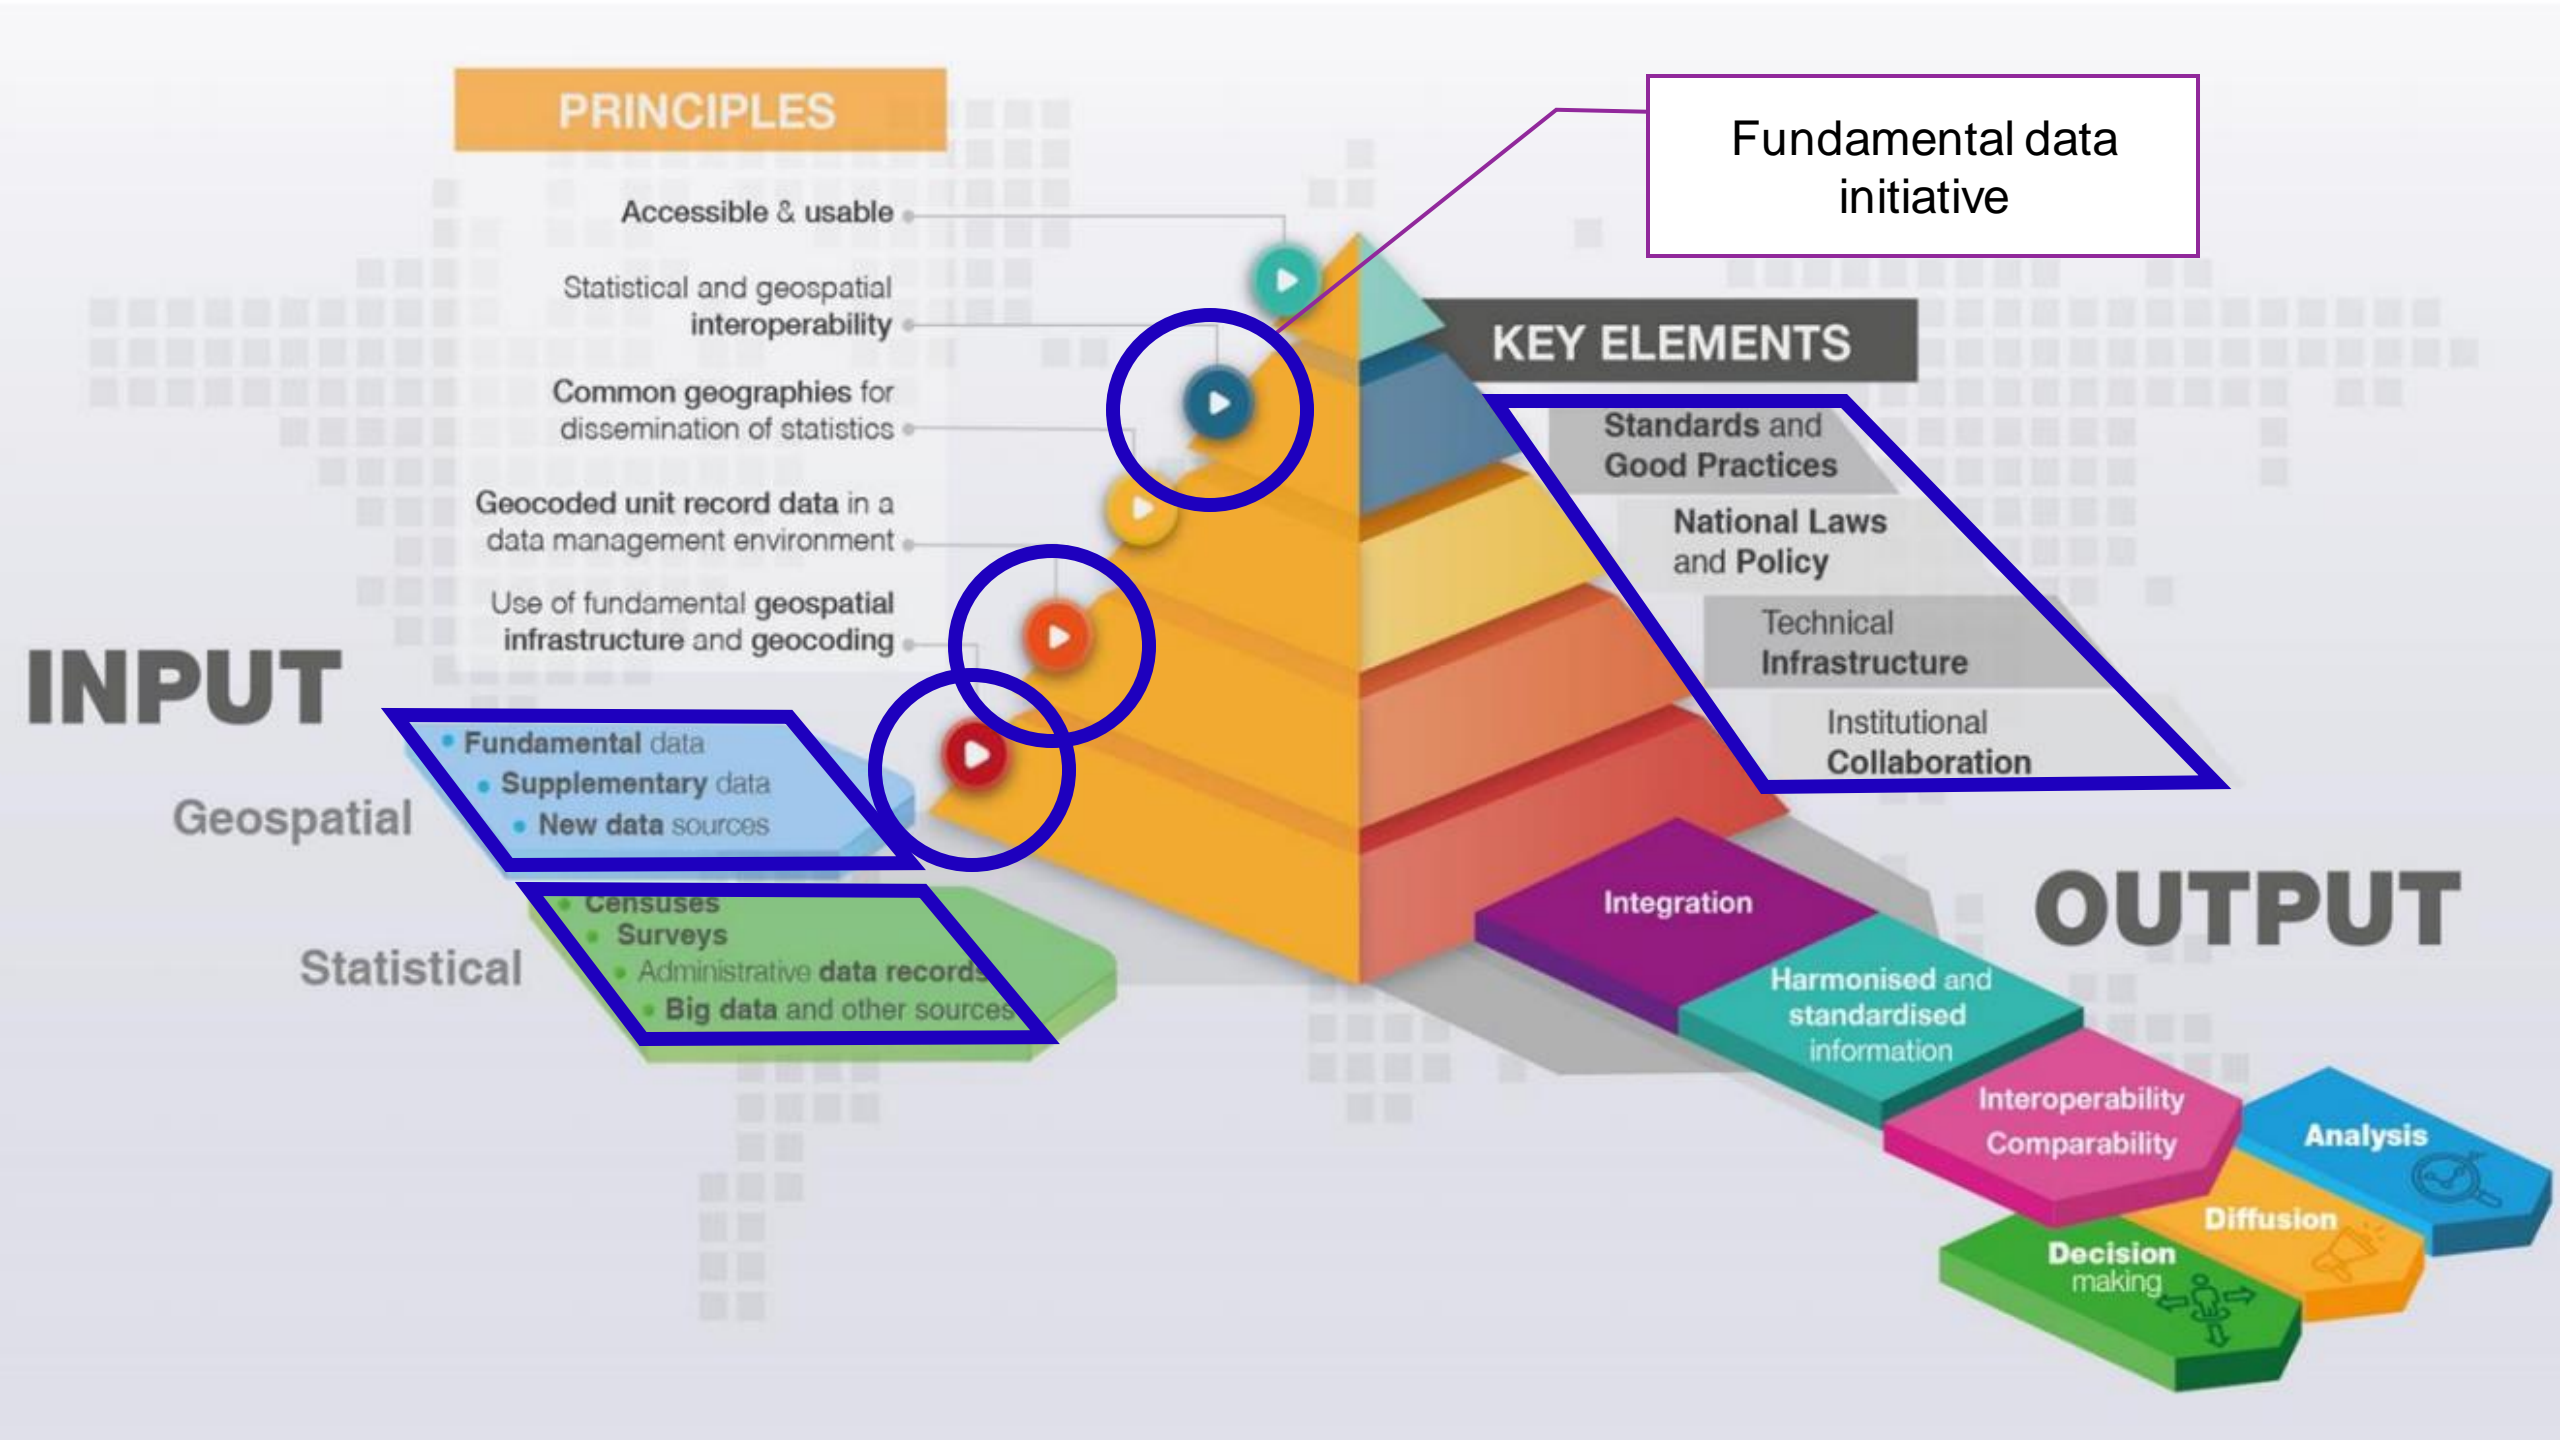 PRINCIPLES
Accessible & usable
Statistical and geospatial
interoperability
Common geographies for
dissemination of statistics
Geocoded unit record data in a
data management environment
Use of fundamental geospatial
infrastructure and geocoding
Fundamental data
initiative
KEY ELEMENTS
Standards and
Good Practices
National Laws
and Policy
Technical
Infrastructure
Institutional
Collaboration
INPUT
Geospatial
Fundamental data
Supplementary data
New data sources
Statistical
Censuses
Surveys
Administrative data records
Big data and other sources
OUTPUT
Integration
Harmonised and
standardised
information
Interoperability
Comparability
Analysis
Diffusion
Decision
making